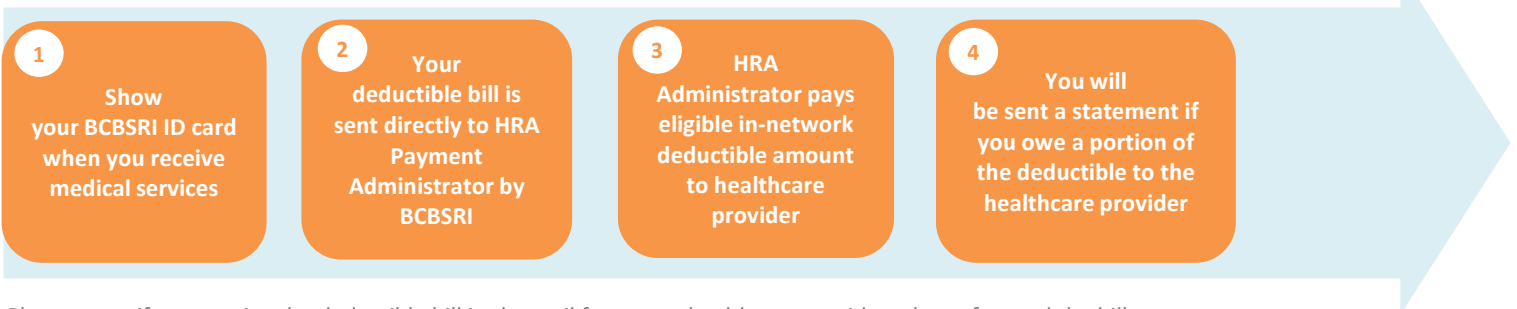 1
Show
your BCBSRI ID card
when you receive
medical services
2
Your
deductible bill is
sent directly to HRA
Payment
Administrator by
BCBSRI
3
HRA
Administrator pays
eligible in-network
deductible amount
to healthcare
provider
4
You will
be sent a statement if
you owe a portion of
the deductible to the
healthcare provider